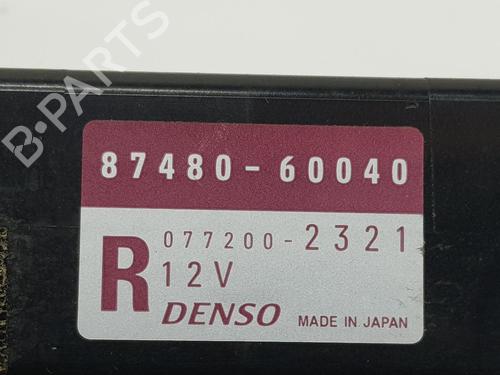 87480-60040
R 077200-2321
12V
DENSO MADE IN JAPAN
B-PARTS